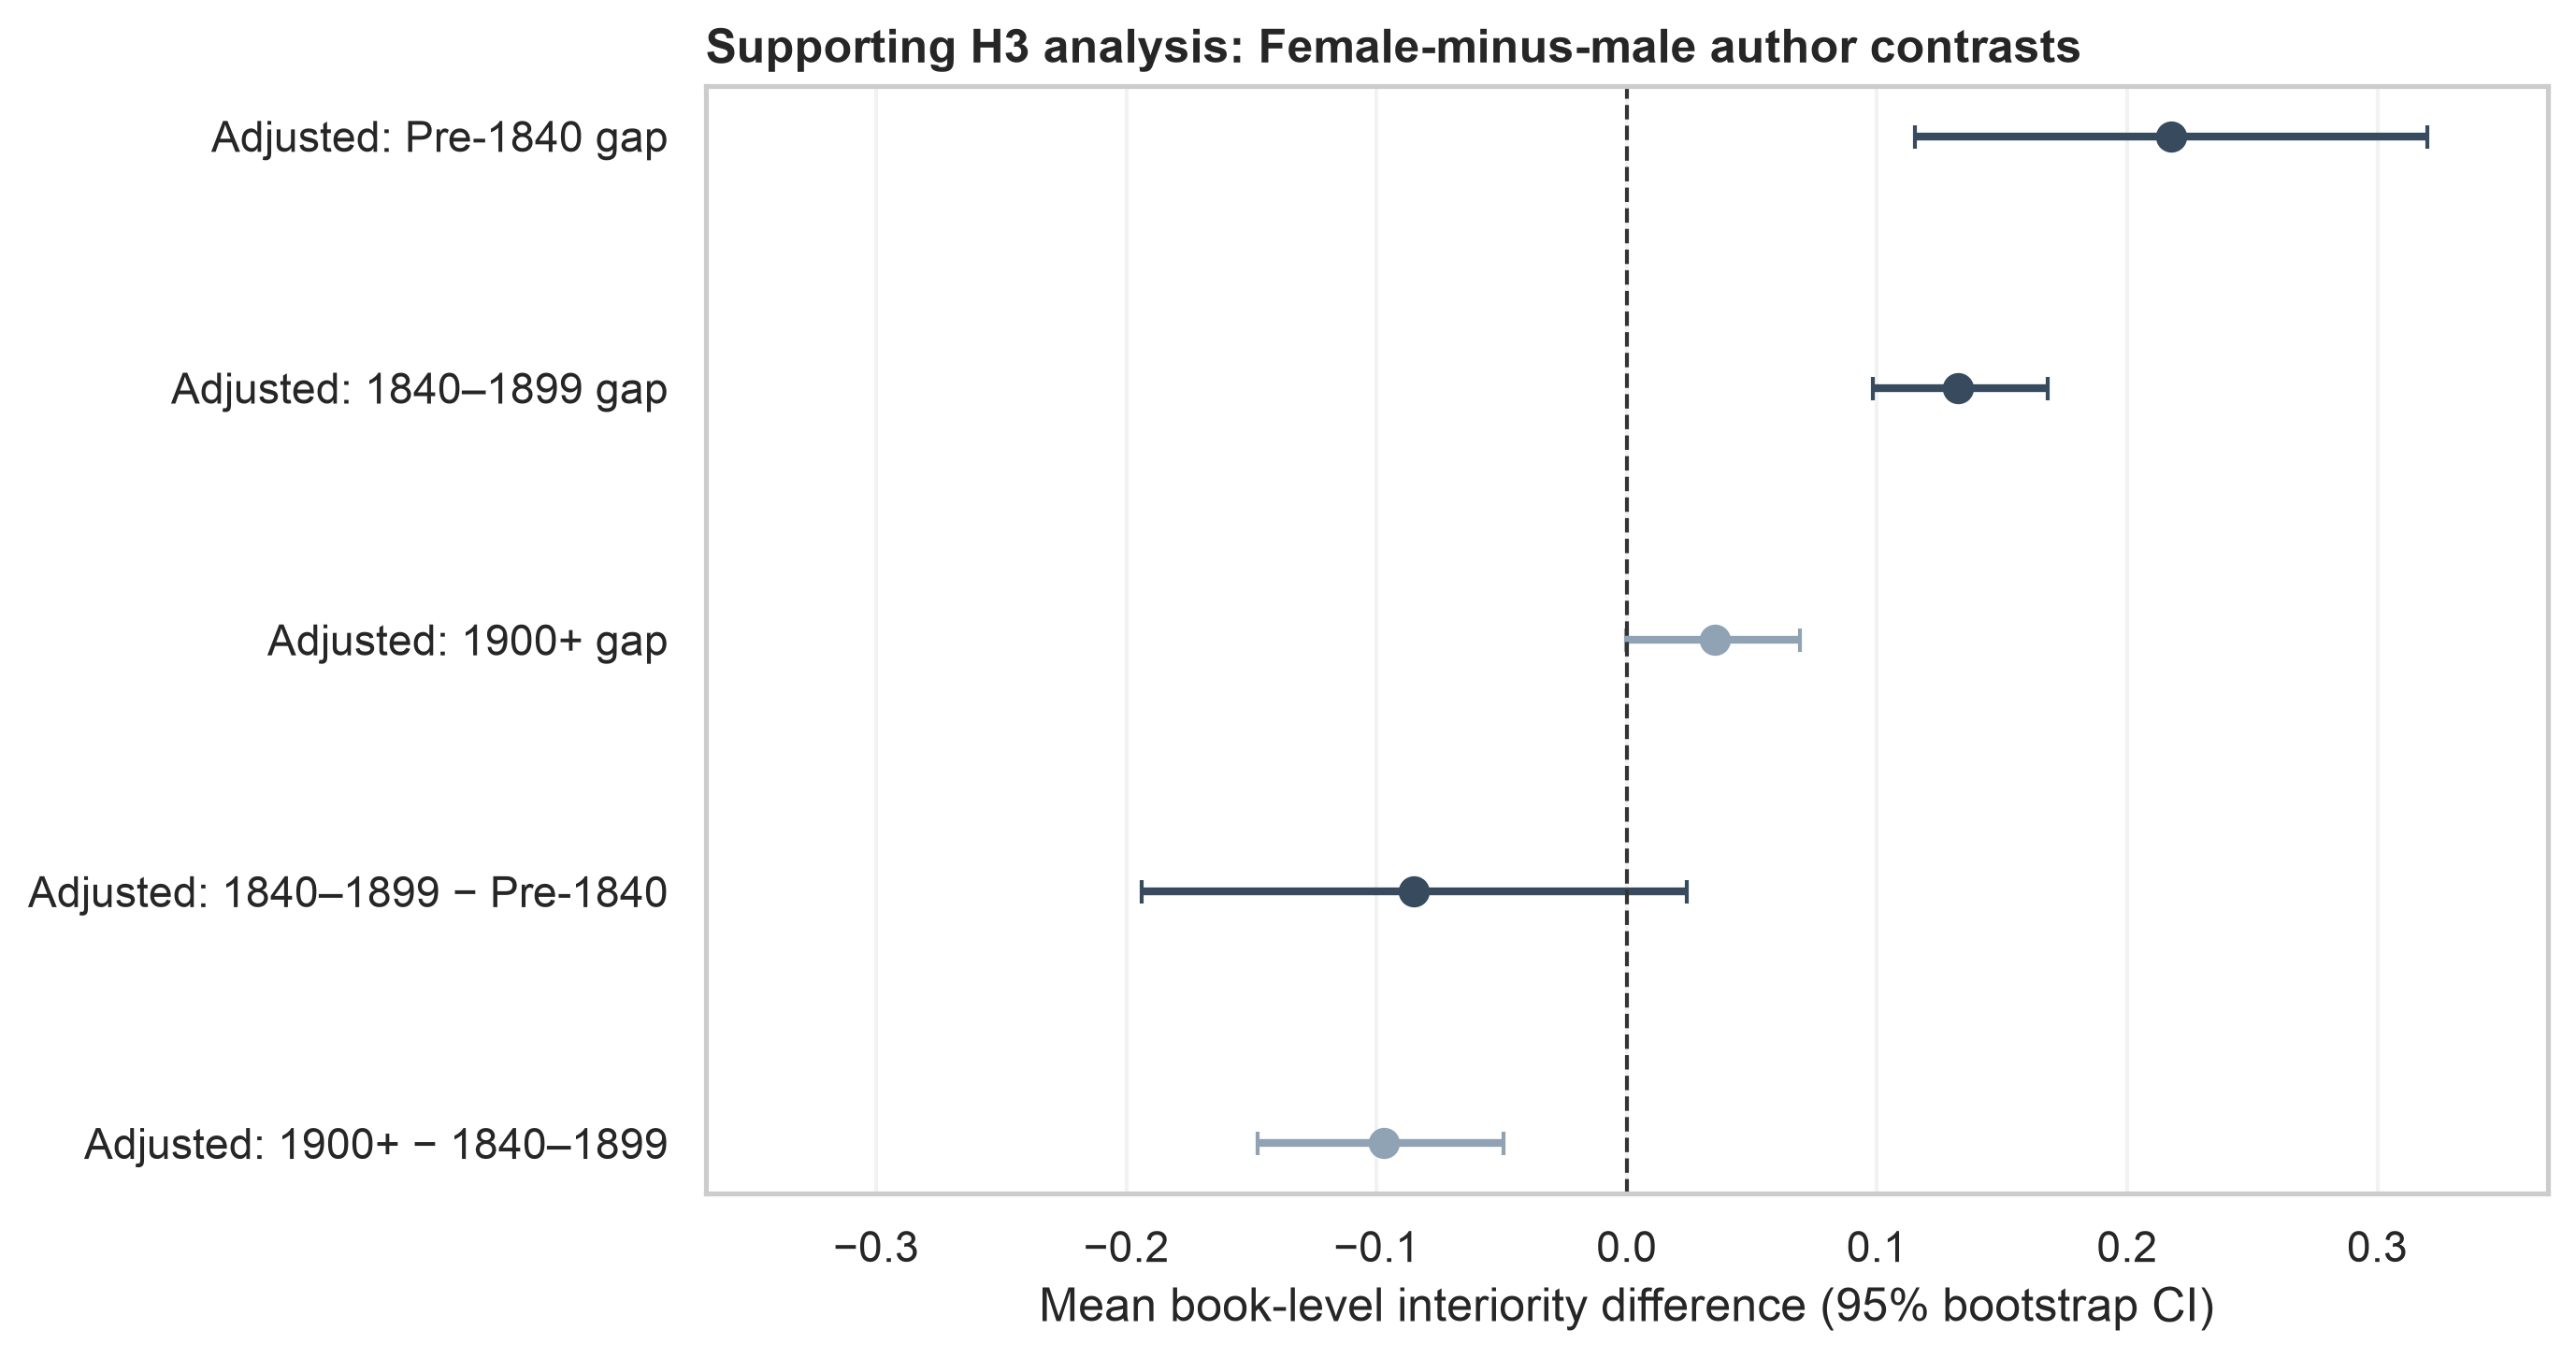 Supporting H3 analysis: Female-minus-male author contrasts
Adjusted: Pre-1840 gap
Adjusted: 1840–1899 gap
Adjusted: 1900+ gap
Adjusted: 1840–1899 − Pre-1840
Adjusted: 1900+ − 1840–1899
−0.3 −0.2 −0.1 0.0 0.1 0.2 0.3
Mean book-level interiority difference (95% bootstrap CI)